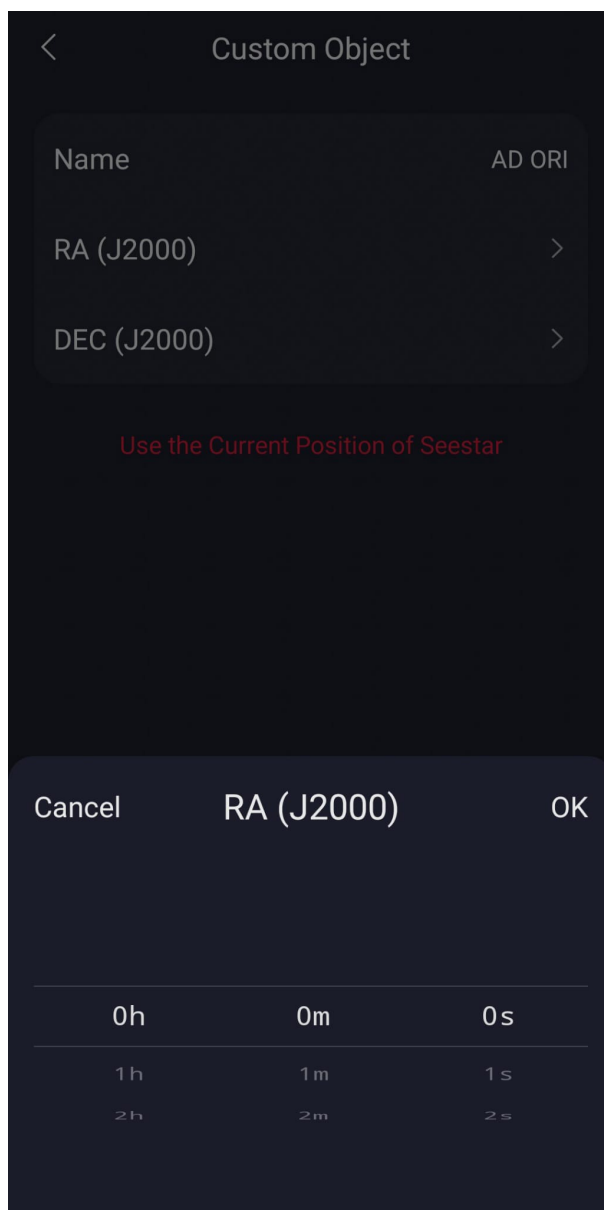 Custom Object
Name AD ORI
RA (J2000)
DEC (J2000)
Use the Current Position of Seestar
Cancel RA (J2000) OK
0h 0m 0s
1h 1m 1s
2h 2m 2s